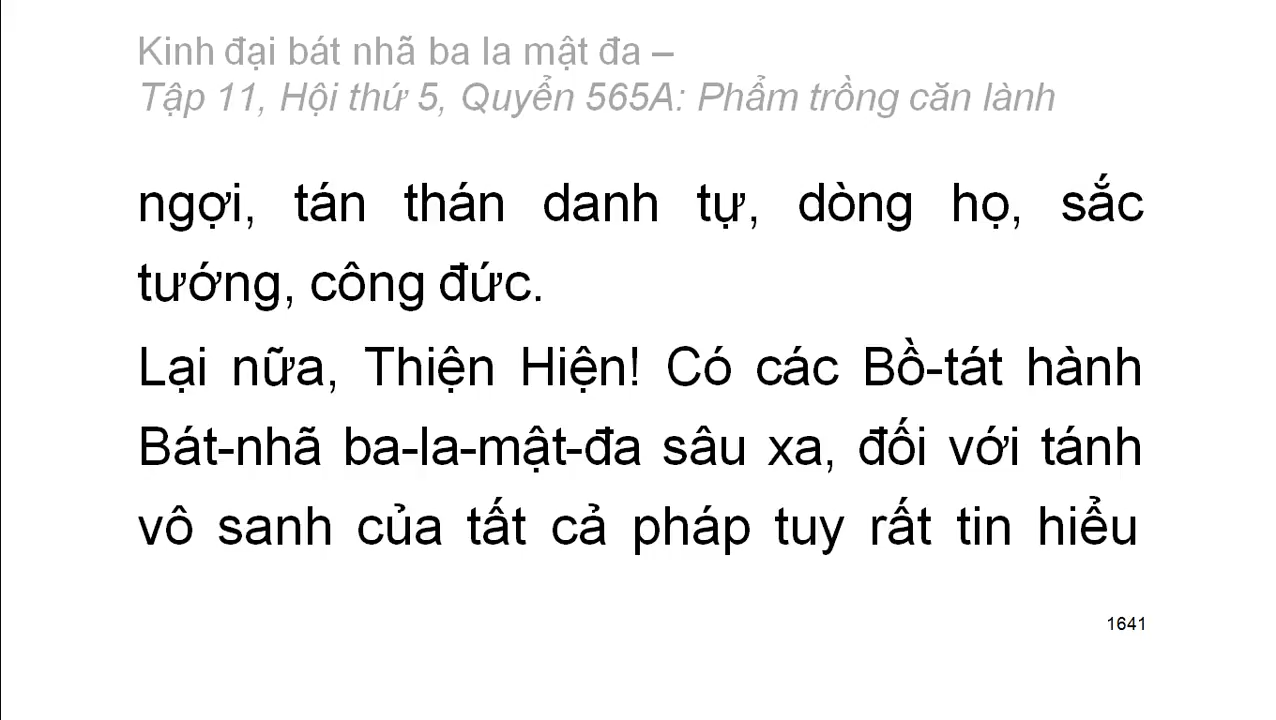 Kinh đại bát nhã ba la mật đa –
Tập 11, Hội thứ 5, Quyển 565A: Phẩm trồng căn lành
ngợi, tán thán danh tự, dòng họ, sắc
tướng, công đức.
Lại nữa, Thiện Hiện! Có các Bồ-tát hành
Bát-nhã ba-la-mật-đa sâu xa, đối với tánh
vô sanh của tất cả pháp tuy rất tin hiểu
1641